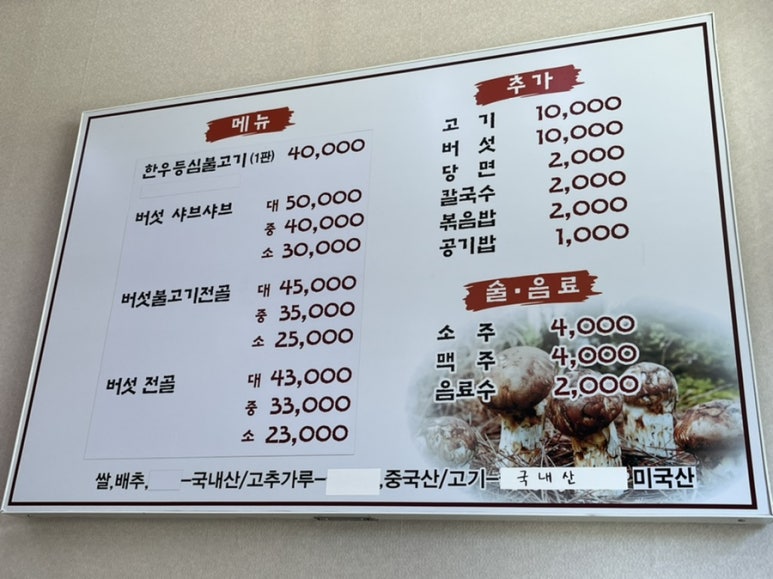 메뉴
한우등심불고기 (1판) 40,000
버섯 샤브샤브 대 50,000
중 40,000
소 30,000
버섯불고기전골 대 45,000
중 35,000
소 25,000
버섯 전골 대 43,000
중 33,000
소 23,000
추가
고기 10,000
버섯 10,000
당면 2,000
칼국수 2,000
볶음밥 2,000
공기밥 1,000
술·음료
소주 4,000
맥주 4,000
음료수 2,000
쌀,배추, -국내산/고추가루- ,중국산/고기- 국내산 미국산